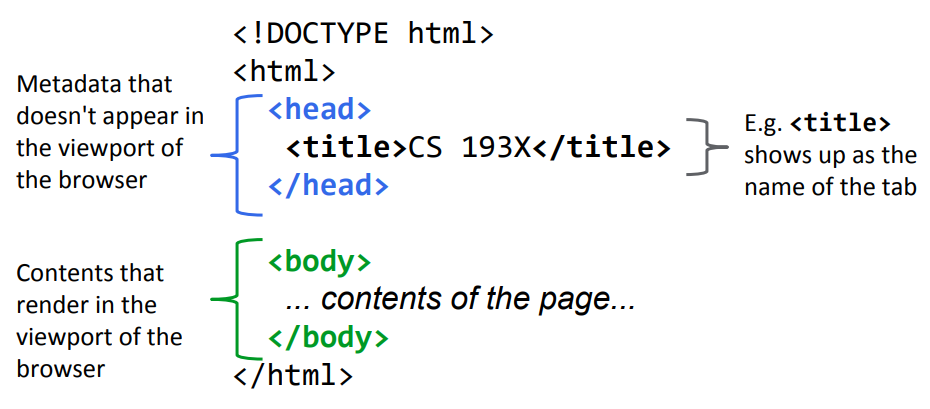 <!DOCTYPE html>
<html>
Metadata that
doesn't appear in
the viewport of
the browser
<head>
<title>CS 193X</title>
</head>
E.g. <title>
shows up as the
name of the tab
Contents that
render in the
viewport of the
browser
<body>
... contents of the page...
</body>
</html>